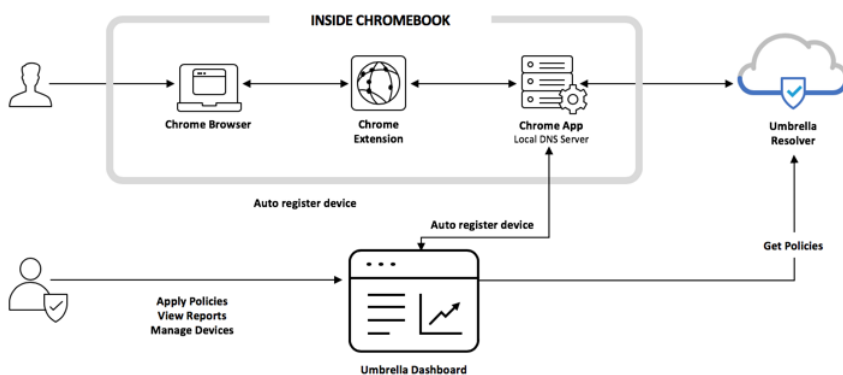 INSIDE CHROMEBOOK
Chrome Browser
Chrome
Extension
Chrome App
Local DNS Server
Umbrella
Resolver
Auto register device
Auto register device
Get Policies
Apply Policies
View Reports
Manage Devices
Umbrella Dashboard